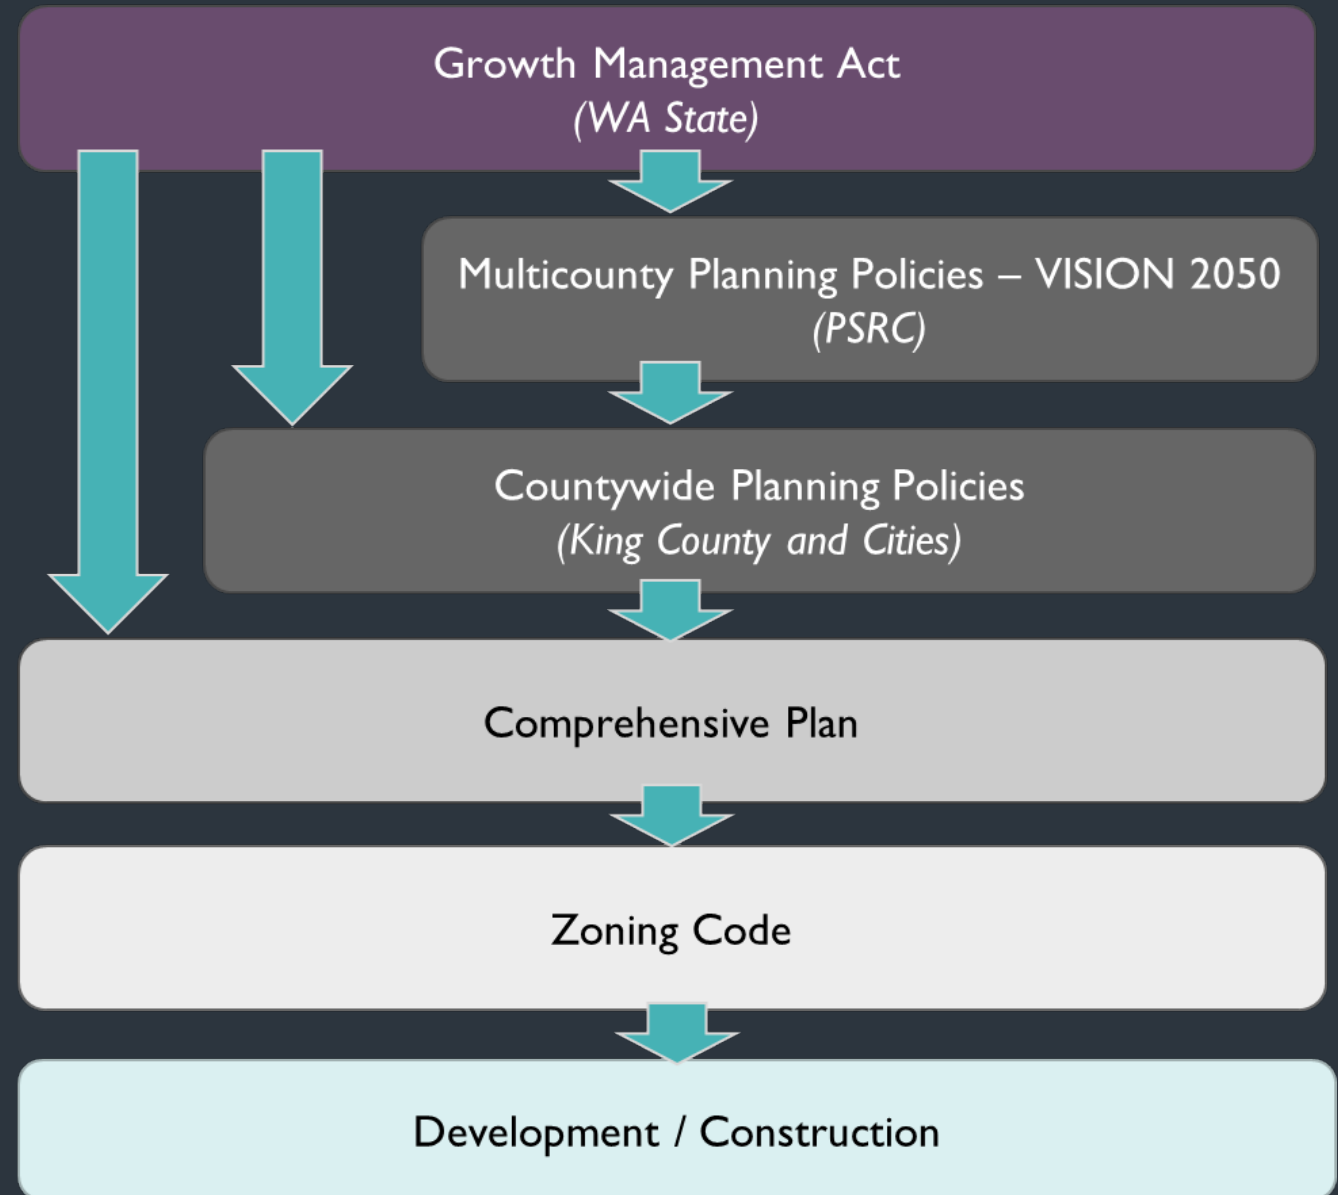 Growth Management Act
(WA State)
Multicounty Planning Policies – VISION 2050
(PSRC)
Countywide Planning Policies
(King County and Cities)
Comprehensive Plan
Zoning Code
Development / Construction